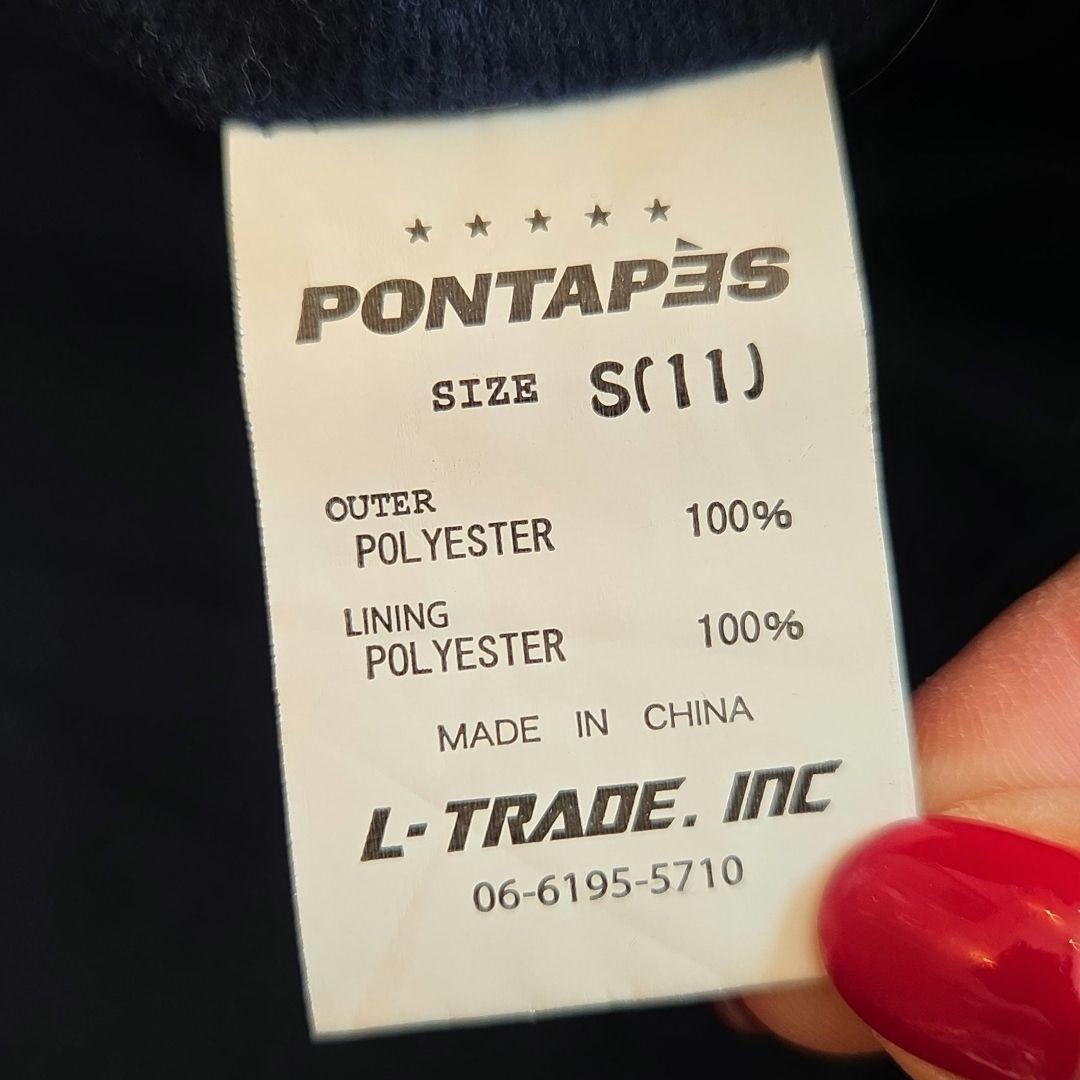 ★ ★ ★ ★ ★
PONTAPÈS
SIZE S(11)
OUTER
POLYESTER 100%
LINING
POLYESTER 100%
MADE IN CHINA
L-TRADE. INC
06-6195-5710